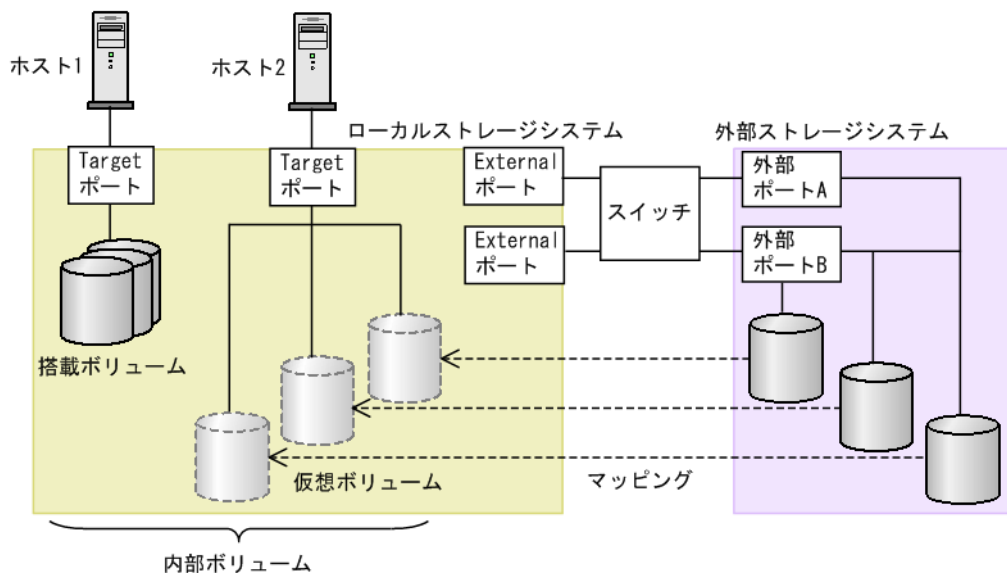 ホスト1
ホスト2
ローカルストレージシステム
外部ストレージシステム
Target
ポート
Target
ポート
External
ポート
External
ポート
スイッチ
外部
ポートA
外部
ポートB
搭載ボリューム
仮想ボリューム
マッピング
内部ボリューム